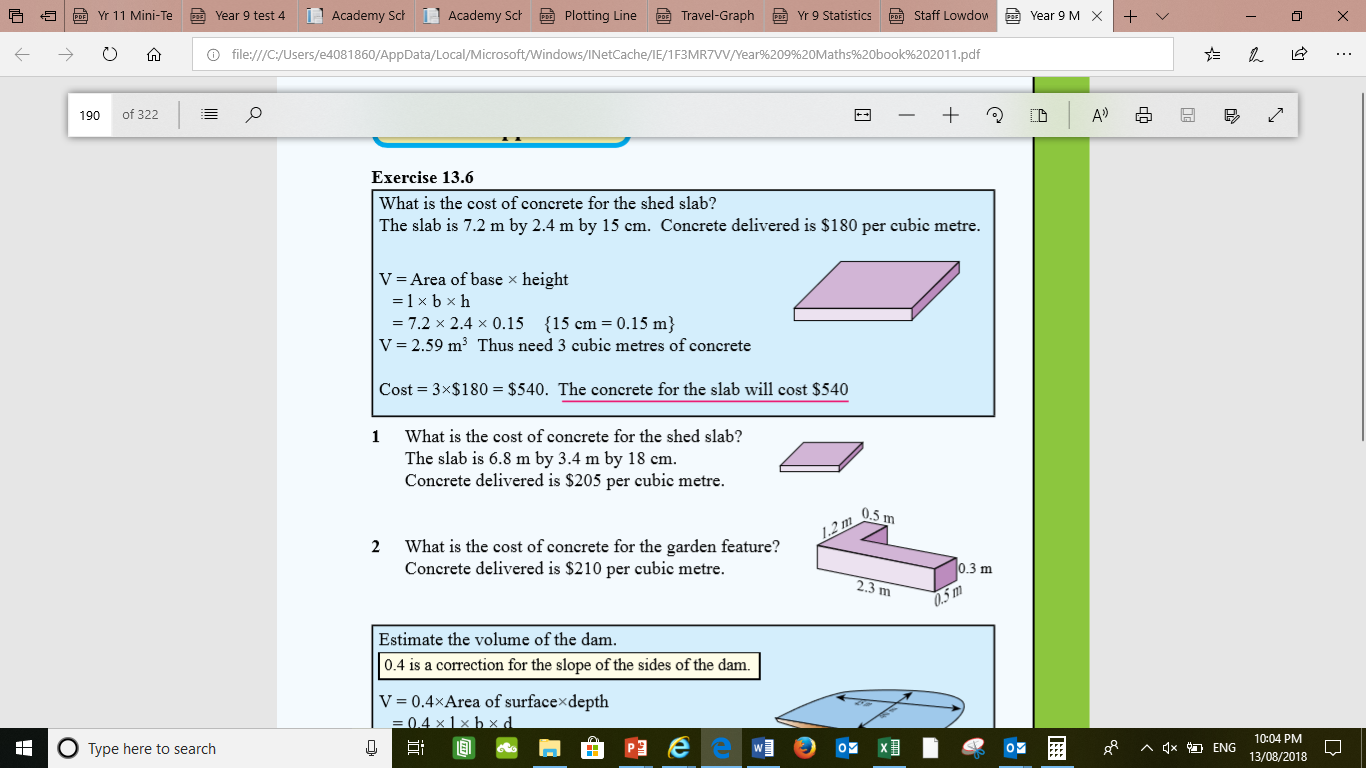 Yr 11 Mini-Te
Year 9 test 4
Academy Sch
Academy Sch
Plotting Line
Travel-Graph
Yr 9 Statistics
Staff Lowdow
Year 9 M
file:///C:/Users/e4081860/AppData/Local/Microsoft/Windows/INetCache/IE/1F3MR7VV/Year%209%20Maths%20book%202011.pdf
190 of 322
Exercise 13.6
What is the cost of concrete for the shed slab?
The slab is 7.2 m by 2.4 m by 15 cm. Concrete delivered is $180 per cubic metre.
V = Area of base × height
= l × b × h
= 7.2 × 2.4 × 0.15 {15 cm = 0.15 m}
V = 2.59 m³ Thus need 3 cubic metres of concrete
Cost = 3×$180 = $540. The concrete for the slab will cost $540
1 What is the cost of concrete for the shed slab?
The slab is 6.8 m by 3.4 m by 18 cm.
Concrete delivered is $205 per cubic metre.
2 What is the cost of concrete for the garden feature?
Concrete delivered is $210 per cubic metre.
1.2 m
0.5 m
0.3 m
2.3 m
0.5 m
Estimate the volume of the dam.
0.4 is a correction for the slope of the sides of the dam.
V = 0.4×Area of surface×depth
= 0.4 × l × b × d
Type here to search
ENG
10:04 PM
13/08/2018